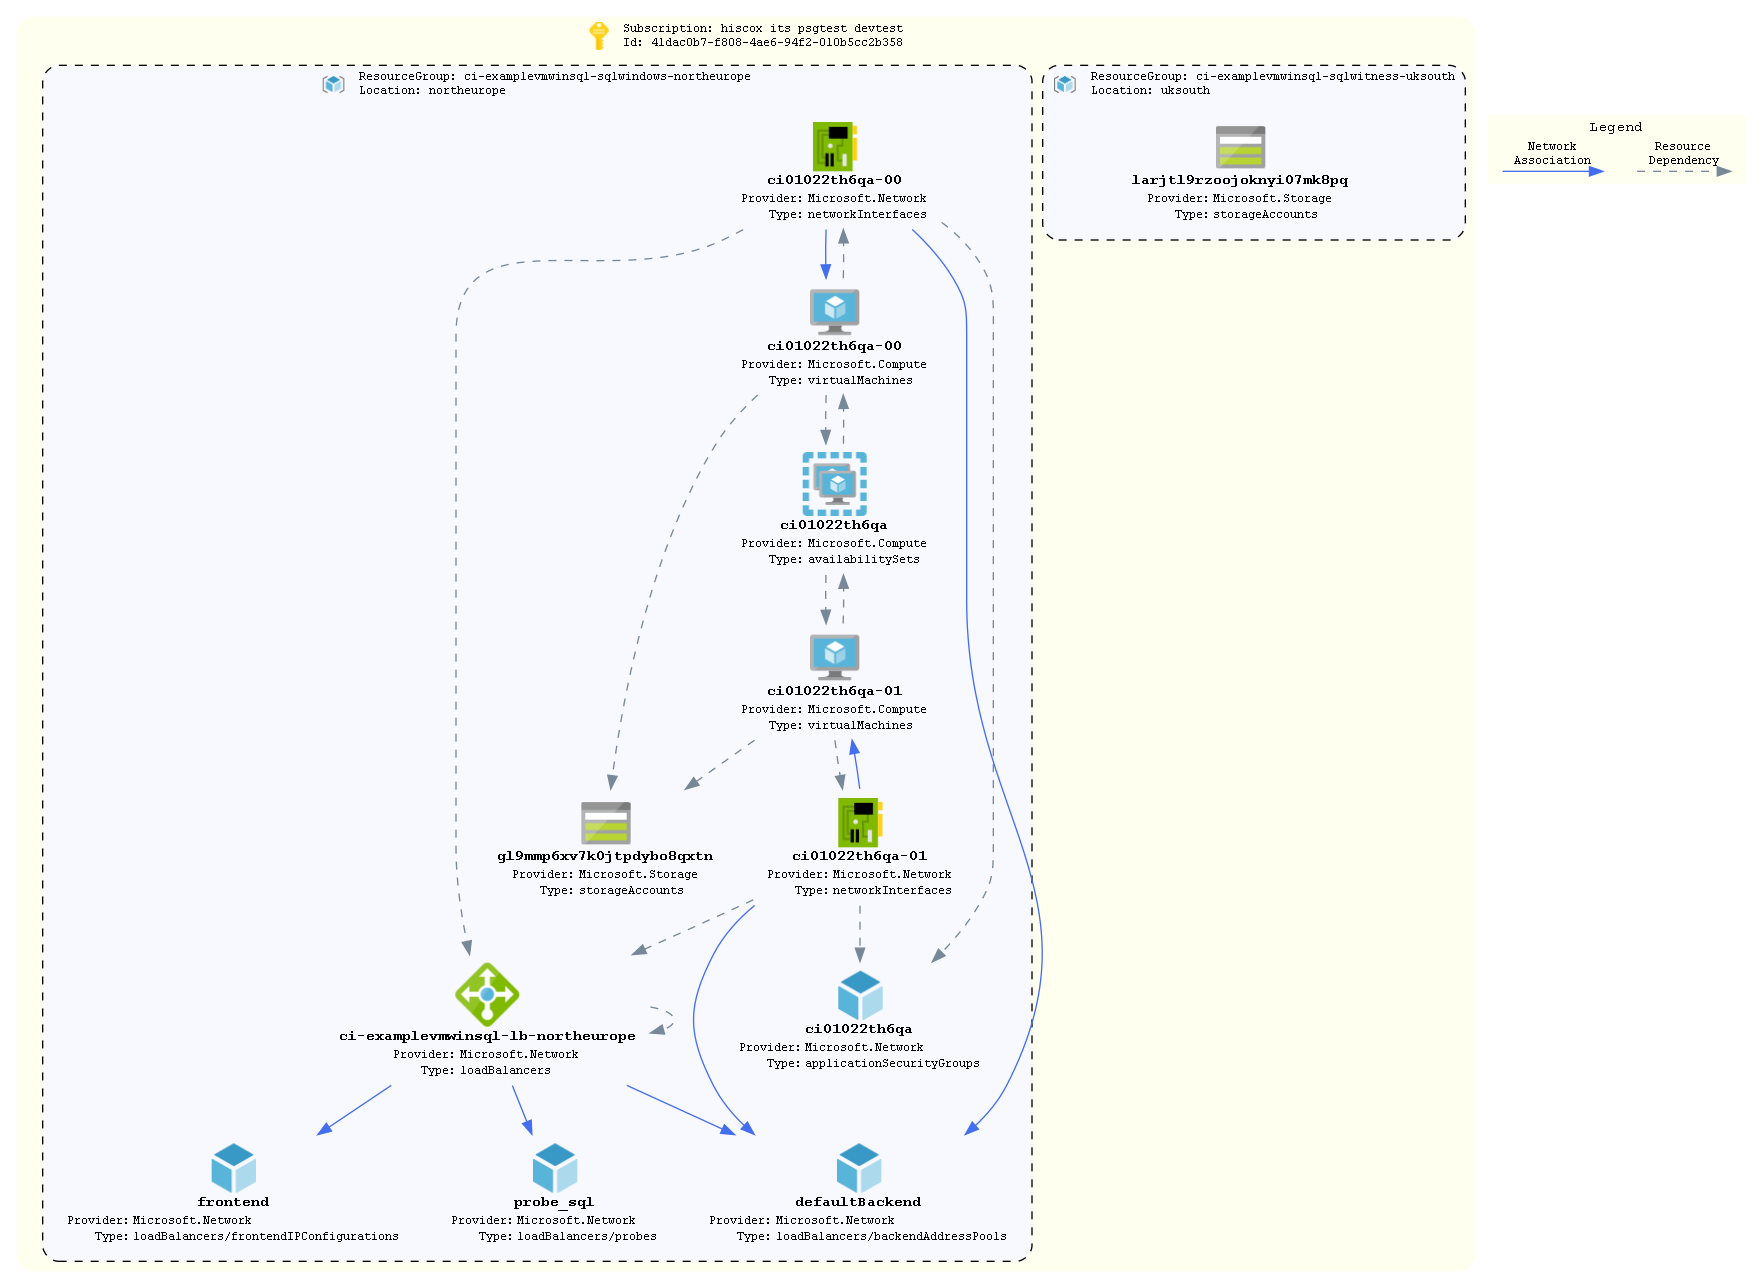 Subscription: hiscox its psgtest devtest
Id: 41dac0b7-f808-4ae6-94f2-010b5cc2b358
ResourceGroup: ci-examplevmwinsql-sqlwindows-northeurope
Location: northeurope
ResourceGroup: ci-examplevmwinsql-sqlwitness-uksouth
Location: uksouth
Legend
Network
Association
Resource
Dependency
ci01022th6qa-00
Provider: Microsoft.Network
Type: networkInterfaces
larjtl9rzoojoknyi07mk8pq
Provider: Microsoft.Storage
Type: storageAccounts
ci01022th6qa-00
Provider: Microsoft.Compute
Type: virtualMachines
ci01022th6qa
Provider: Microsoft.Compute
Type: availabilitySets
ci01022th6qa-01
Provider: Microsoft.Compute
Type: virtualMachines
gl9mmp6xv7k0jtpdybo8qxtn
Provider: Microsoft.Storage
Type: storageAccounts
ci01022th6qa-01
Provider: Microsoft.Network
Type: networkInterfaces
ci-examplevmwinsql-lb-northeurope
Provider: Microsoft.Network
Type: loadBalancers
ci01022th6qa
Provider: Microsoft.Network
Type: applicationSecurityGroups
frontend
Provider: Microsoft.Network
Type: loadBalancers/frontendIPConfigurations
probe_sql
Provider: Microsoft.Network
Type: loadBalancers/probes
defaultBackend
Provider: Microsoft.Network
Type: loadBalancers/backendAddressPools